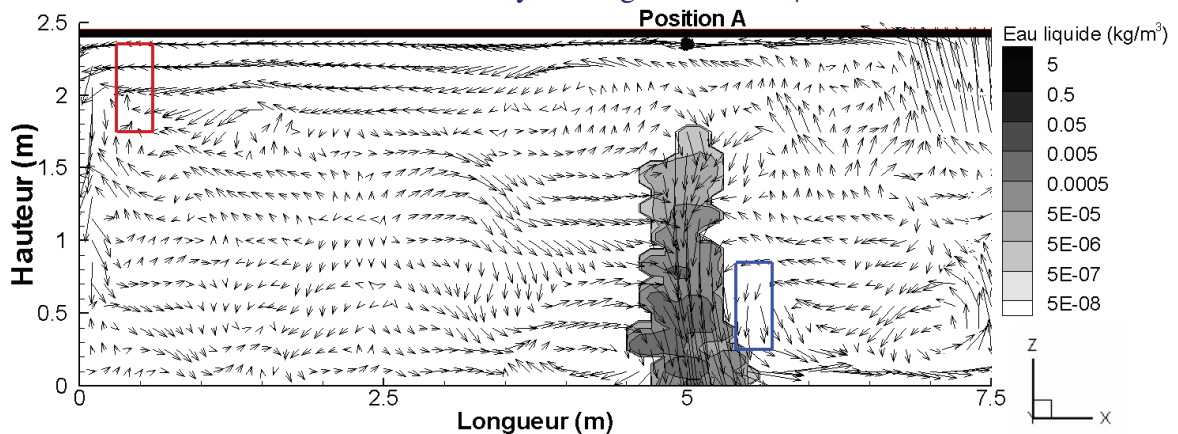 Position A
Eau liquide (kg/m³)
5
0.5
0.05
0.005
0.0005
5E-05
5E-06
5E-07
5E-08
Hauteur (m)
2.5
2
1.5
1
0.5
0
0
2.5
5
7.5
Longueur (m)
Z
Y
X